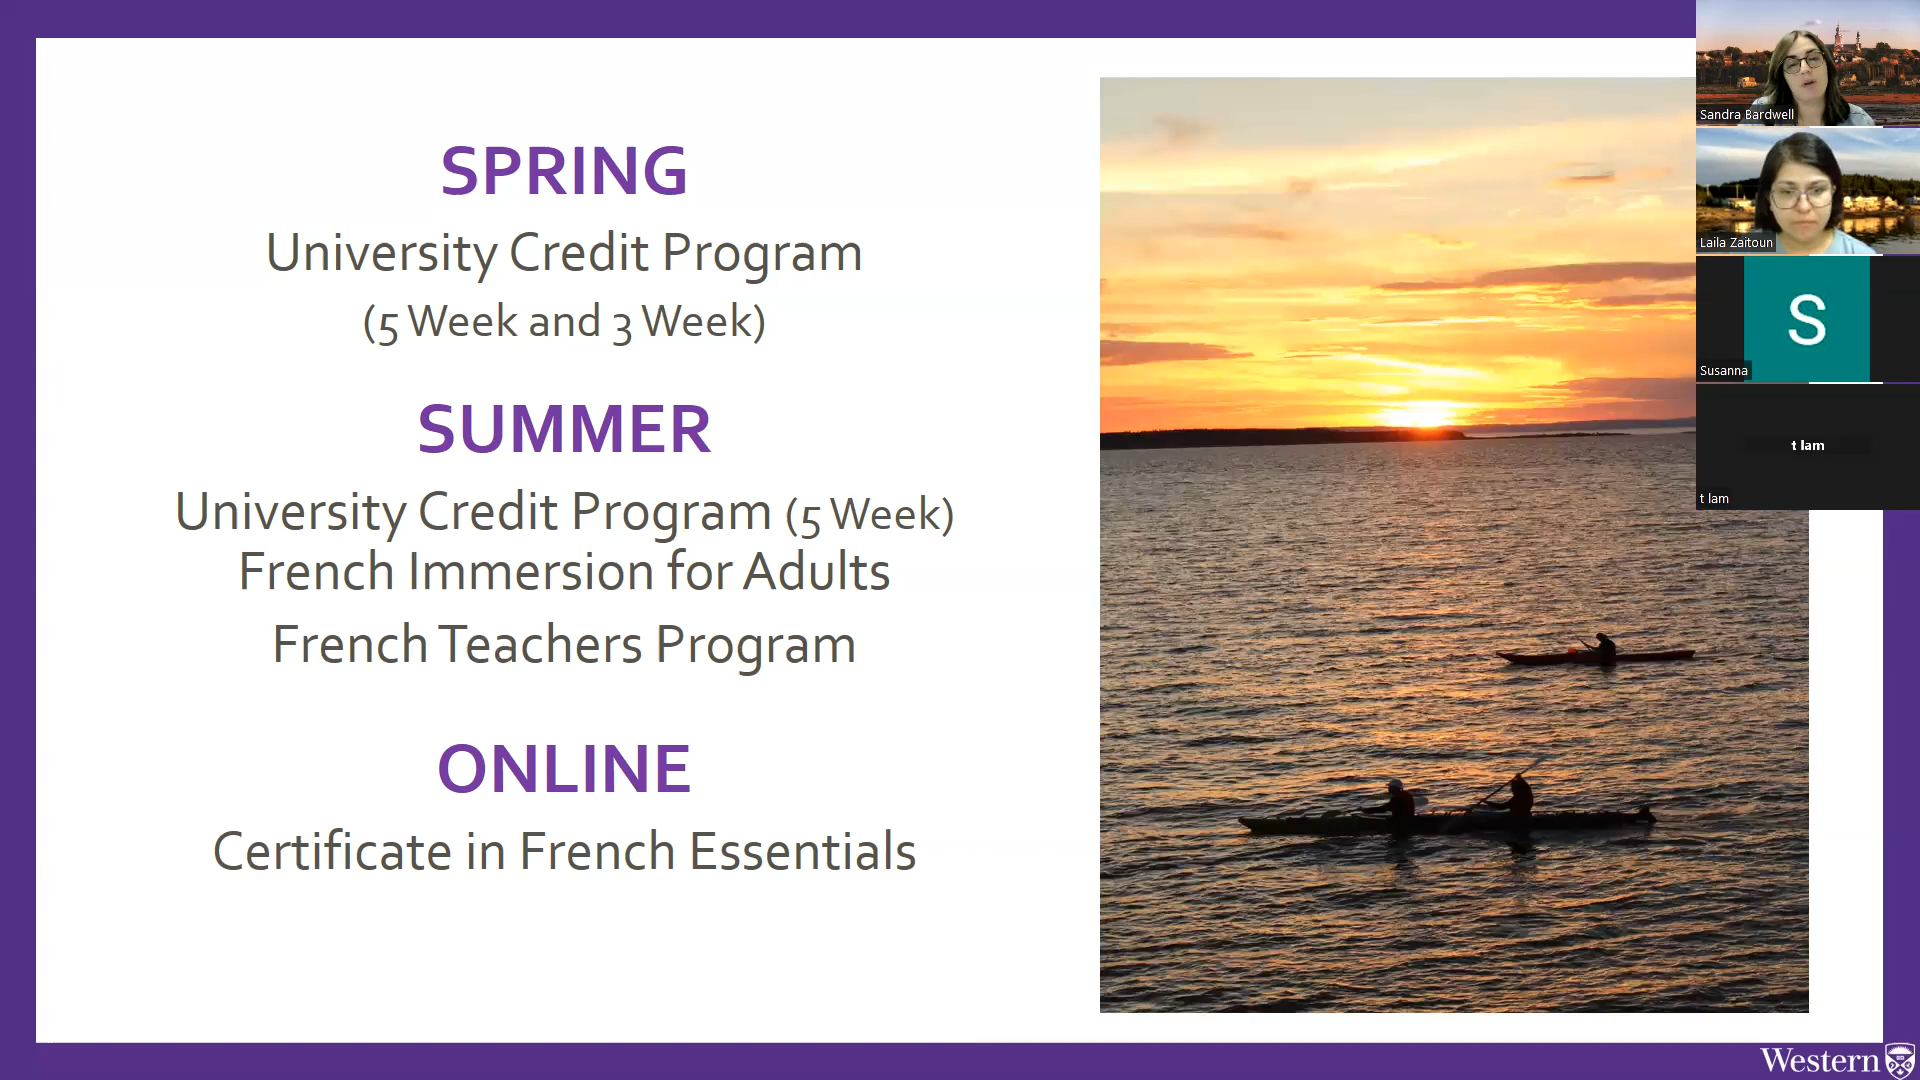 SPRING
University Credit Program
(5 Week and 3 Week)
SUMMER
University Credit Program (5 Week)
French Immersion for Adults
French Teachers Program
ONLINE
Certificate in French Essentials
Sandra Bardwell
Laila Zaitoun
S
Susanna
t lam
t lam
Western